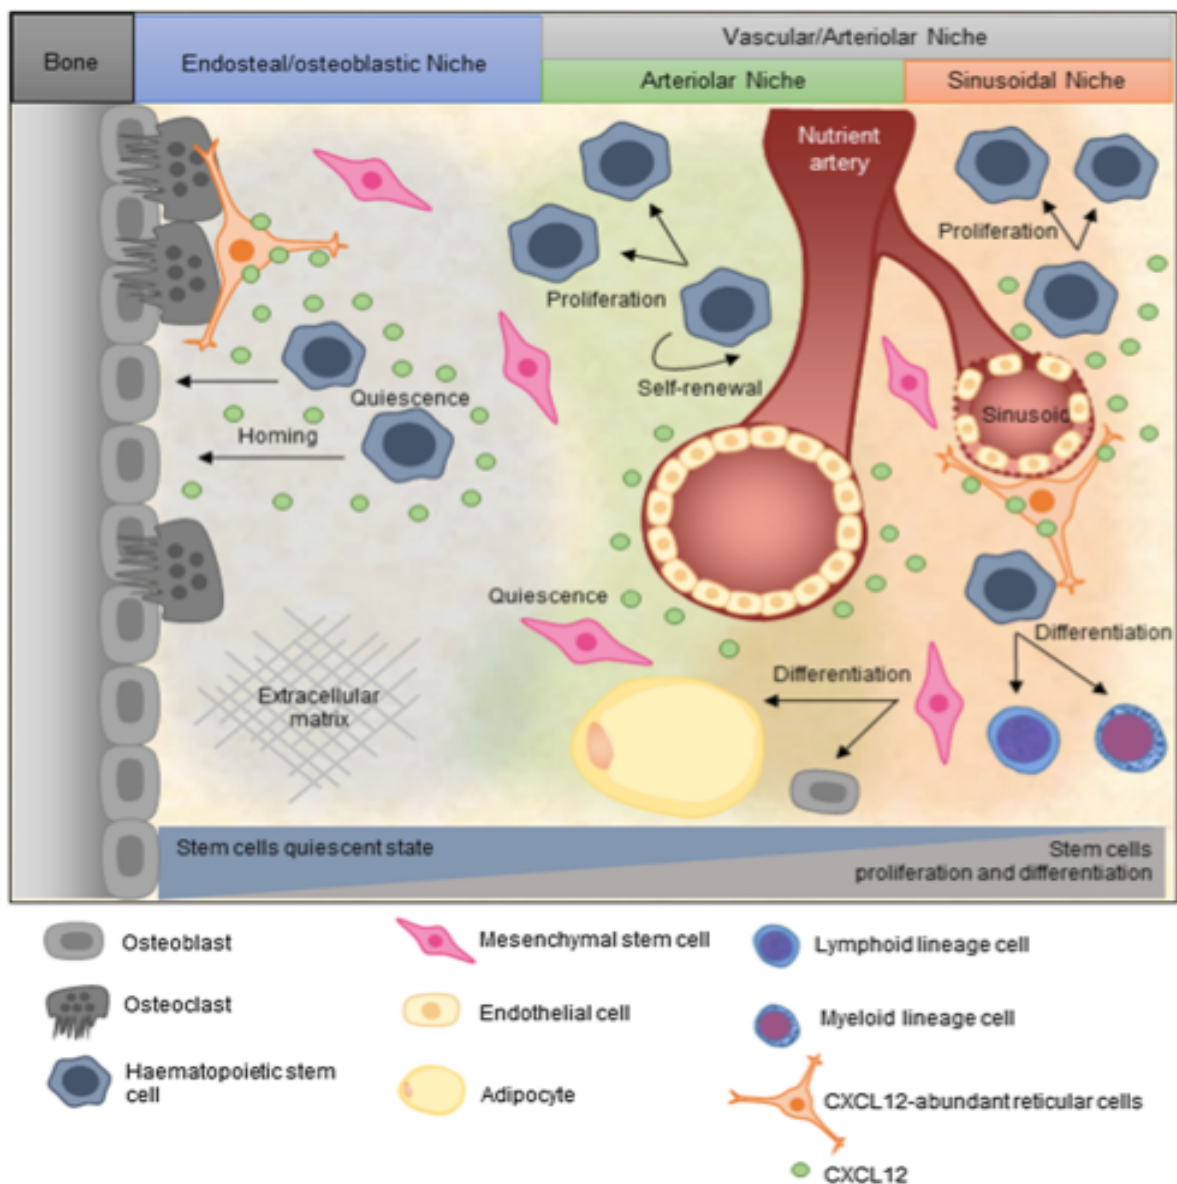 Bone
Endosteal/osteoblastic Niche
Vascular/Arteriolar Niche
Arteriolar Niche
Sinusoidal Niche
Nutrient
artery
Proliferation
Proliferation
Self-renewal
Quiescence
Homing
Sinusoid
Quiescence
Differentiation
Differentiation
Extracellular
matrix
Stem cells quiescent state
Stem cells
proliferation and differentiation
Osteoblast
Mesenchymal stem cell
Lymphoid lineage cell
Osteoclast
Endothelial cell
Myeloid lineage cell
Haematopoietic stem
cell
Adipocyte
CXCL12-abundant reticular cells
CXCL12